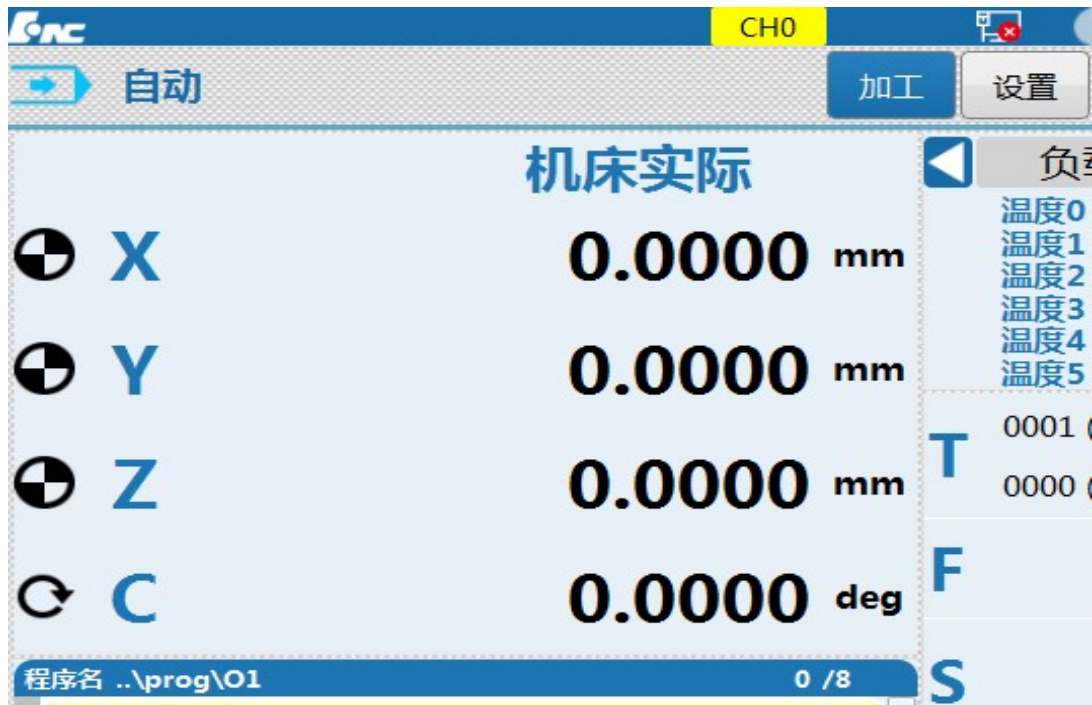 HNC
CH0
自动
加工
设置
机床实际
X 0.0000 mm
Y 0.0000 mm
Z 0.0000 mm
C 0.0000 deg
程序名 ..\prog\O1 0 /8
负
温度0
温度1
温度2
温度3
温度4
温度5
T
0001 (
0000 (
F
S